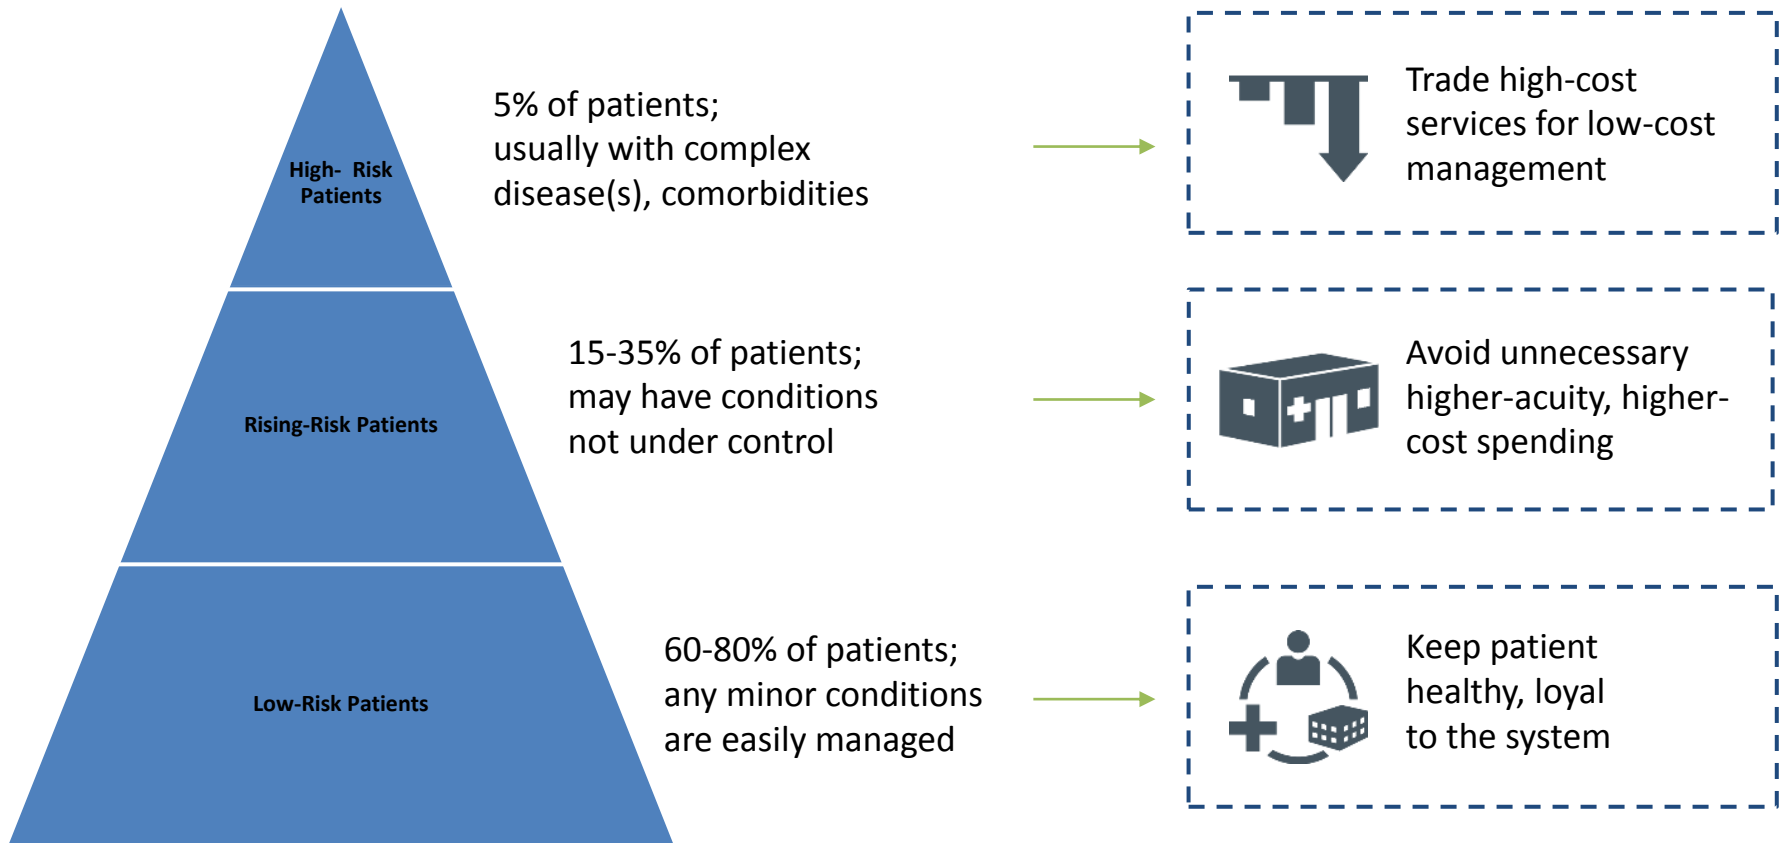 High-  Risk
Patients
5% of patients;
usually with complex
disease(s), comorbidities
Trade high-cost
services for low-cost
management
Rising-Risk Patients
15-35% of patients;
may have conditions
not under control
Avoid unnecessary
higher-acuity, higher-
cost spending
Low-Risk Patients
60-80% of patients;
any minor conditions
are easily managed
Keep patient
healthy, loyal
to the system